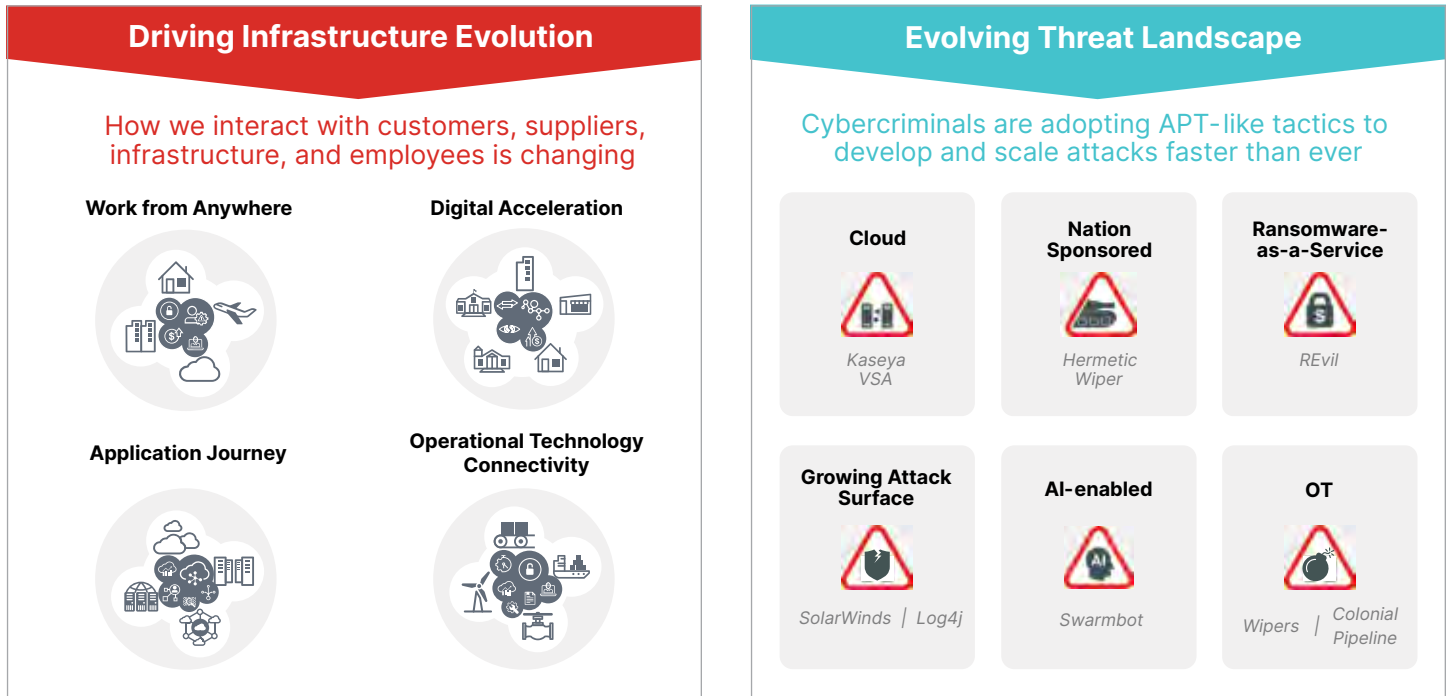 Driving Infrastructure Evolution
How we interact with customers, suppliers,
infrastructure, and employees is changing
Work from Anywhere
Digital Acceleration
Application Journey
Operational Technology
Connectivity
Evolving Threat Landscape
Cybercriminals are adopting APT-like tactics to
develop and scale attacks faster than ever
Cloud
Kaseya
VSA
Nation
Sponsored
Hermetic
Wiper
Ransomware-
as-a-Service
$
REvil
Growing Attack
Surface
SolarWinds | Log4j
AI-enabled
AI
Swarmbot
OT
Wipers | Colonial
Pipeline